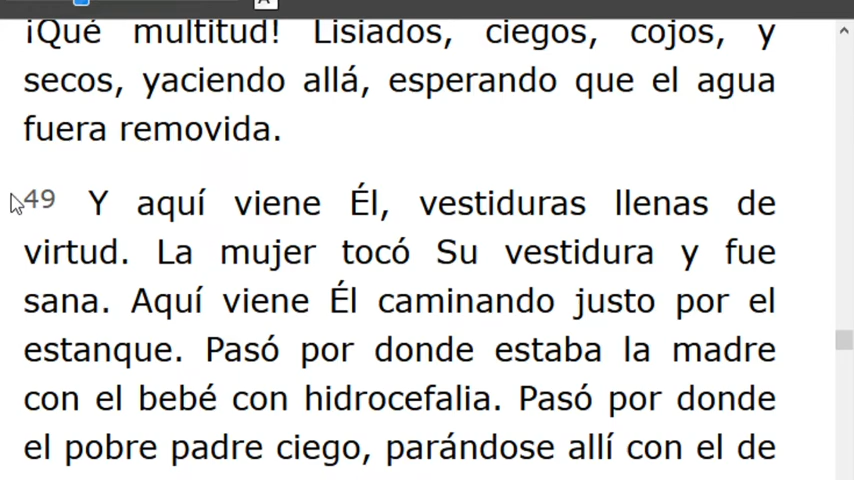 ¡Qué multitud! Lisiados, ciegos, cojos, y
secos, yaciendo allá, esperando que el agua
fuera removida.
49 Y aquí viene Él, vestiduras llenas de
virtud. La mujer tocó Su vestidura y fue
sana. Aquí viene Él caminando justo por el
estanque. Pasó por donde estaba la madre
con el bebé con hidrocefalia. Pasó por donde
el pobre padre ciego, parándose allí con el de